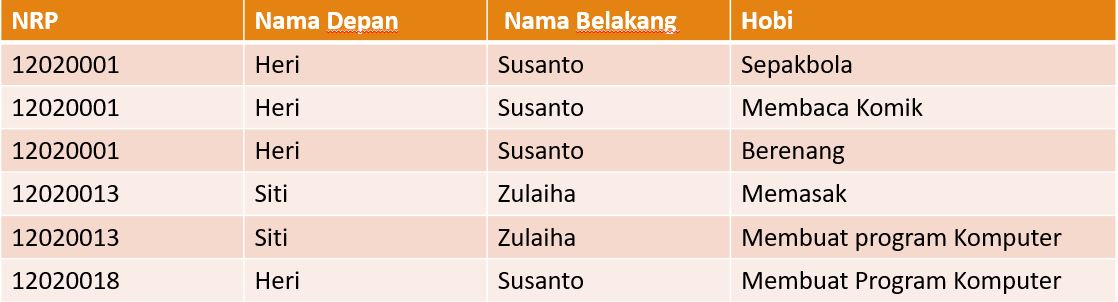 NRP Nama Depan Nama Belakang Hobi
12020001 Heri Susanto Sepakbola
12020001 Heri Susanto Membaca Komik
12020001 Heri Susanto Berenang
12020013 Siti Zulaiha Memasak
12020013 Siti Zulaiha Membuat program Komputer
12020018 Heri Susanto Membuat Program Komputer